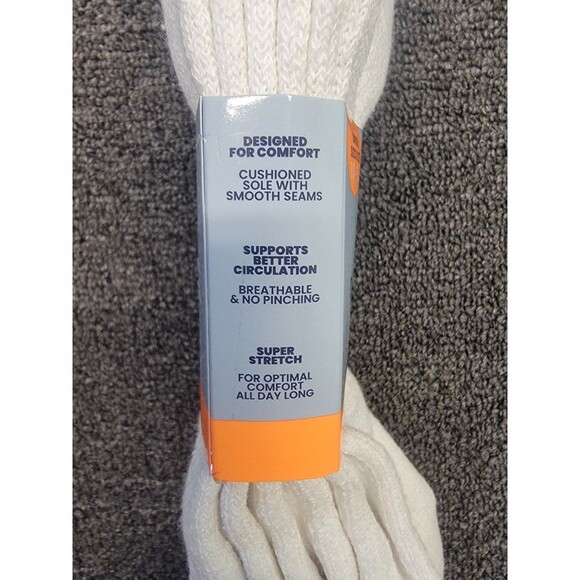 DESIGNED
FOR COMFORT
CUSHIONED
SOLE WITH
SMOOTH SEAMS
SUPPORTS
BETTER
CIRCULATION
BREATHABLE
& NO PINCHING
SUPER
STRETCH
FOR OPTIMAL
COMFORT
ALL DAY LONG